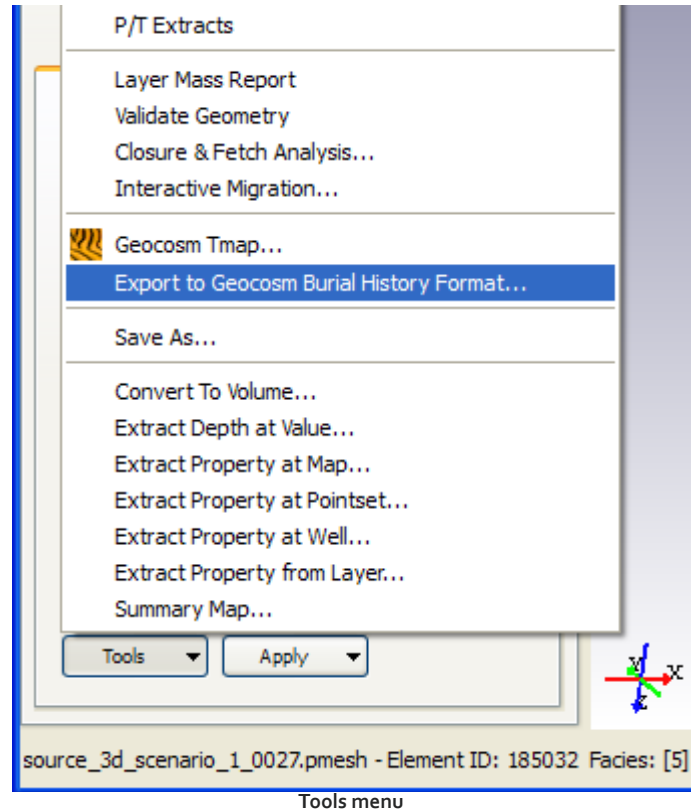 P/T Extracts
Layer Mass Report
Validate Geometry
Closure & Fetch Analysis...
Interactive Migration...
Geocosm Tmap...
Export to Geocosm Burial History Format...
Save As...
Convert To Volume...
Extract Depth at Value...
Extract Property at Map...
Extract Property at Pointset...
Extract Property at Well...
Extract Property from Layer...
Summary Map...
Tools Apply
Y X
Z
source_3d_scenario_1_0027.pmesh - Element ID: 185032 Facies: [5]
Tools menu